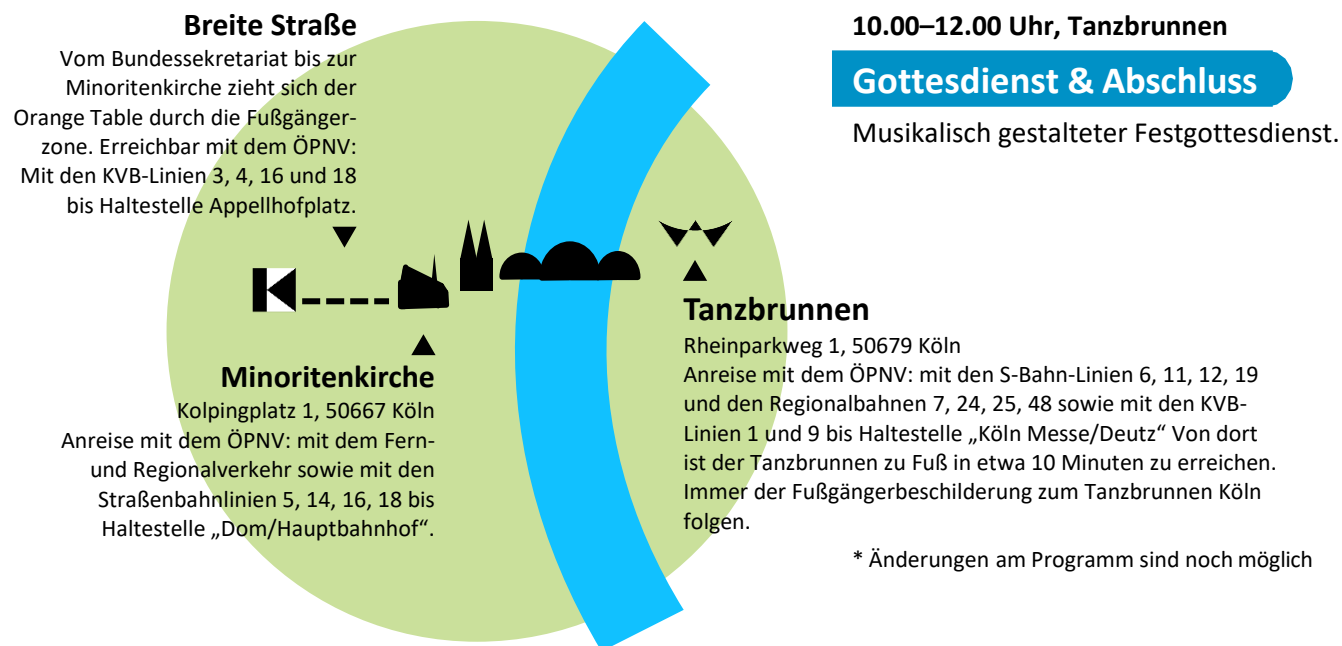 Breite Straße
Vom Bundessekretariat bis zur
Minoritenkirche zieht sich der
Orange Table durch die Fußgänger-
zone. Erreichbar mit dem ÖPNV:
Mit den KVB-Linien 3, 4, 16 und 18
bis Haltestelle Appellhofplatz.
Minoritenkirche
Kolpingplatz 1, 50667 Köln
Anreise mit dem ÖPNV: mit dem Fern-
und Regionalverkehr sowie mit den
Straßenbahnlinien 5, 14, 16, 18 bis
Haltestelle „Dom/Hauptbahnhof“.
10.00–12.00 Uhr, Tanzbrunnen
Gottesdienst & Abschluss
Musikalisch gestalteter Festgottesdienst.
Tanzbrunnen
Rheinparkweg 1, 50679 Köln
Anreise mit dem ÖPNV: mit den S-Bahn-Linien 6, 11, 12, 19
und den Regionalbahnen 7, 24, 25, 48 sowie mit den KVB-
Linien 1 und 9 bis Haltestelle „Köln Messe/Deutz“ Von dort
ist der Tanzbrunnen zu Fuß in etwa 10 Minuten zu erreichen.
Immer der Fußgängerbeschilderung zum Tanzbrunnen Köln
folgen.
* Änderungen am Programm sind noch möglich